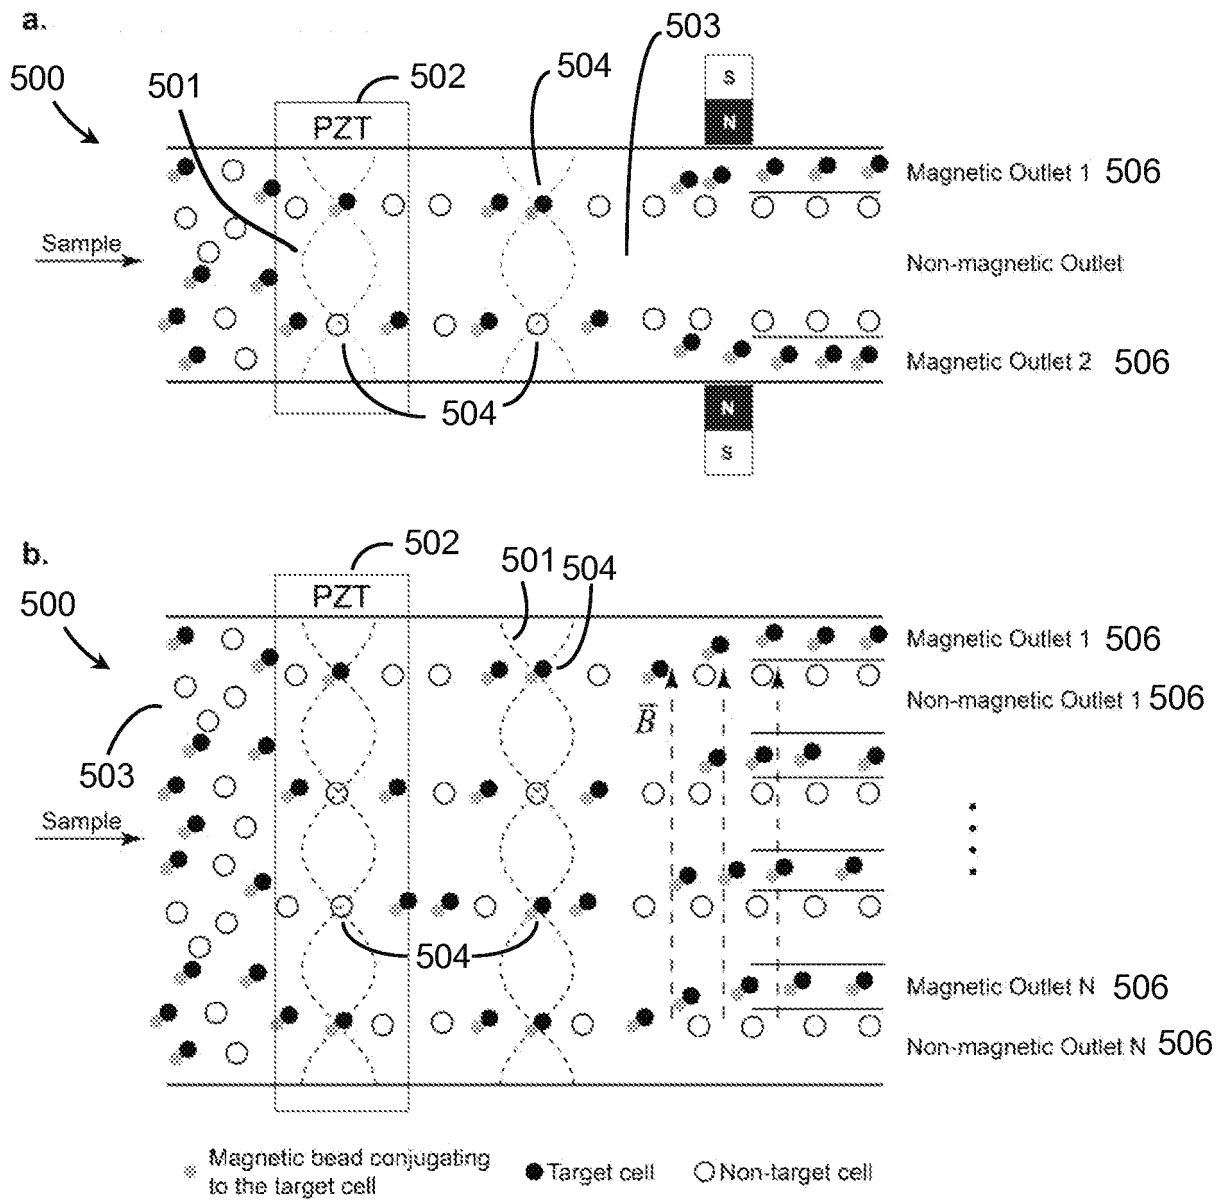 a.
503
500
501
502
504
S
PZT
N
Magnetic Outlet 1 506
Sample
Non-magnetic Outlet
Magnetic Outlet 2 506
504
N
S
b.
502
501 504
500
PZT
Magnetic Outlet 1 506
Non-magnetic Outlet 1 506
B
503
Sample
504
Magnetic Outlet N 506
Non-magnetic Outlet N 506
Magnetic bead conjugating
to the target cell
Target cell
Non-target cell